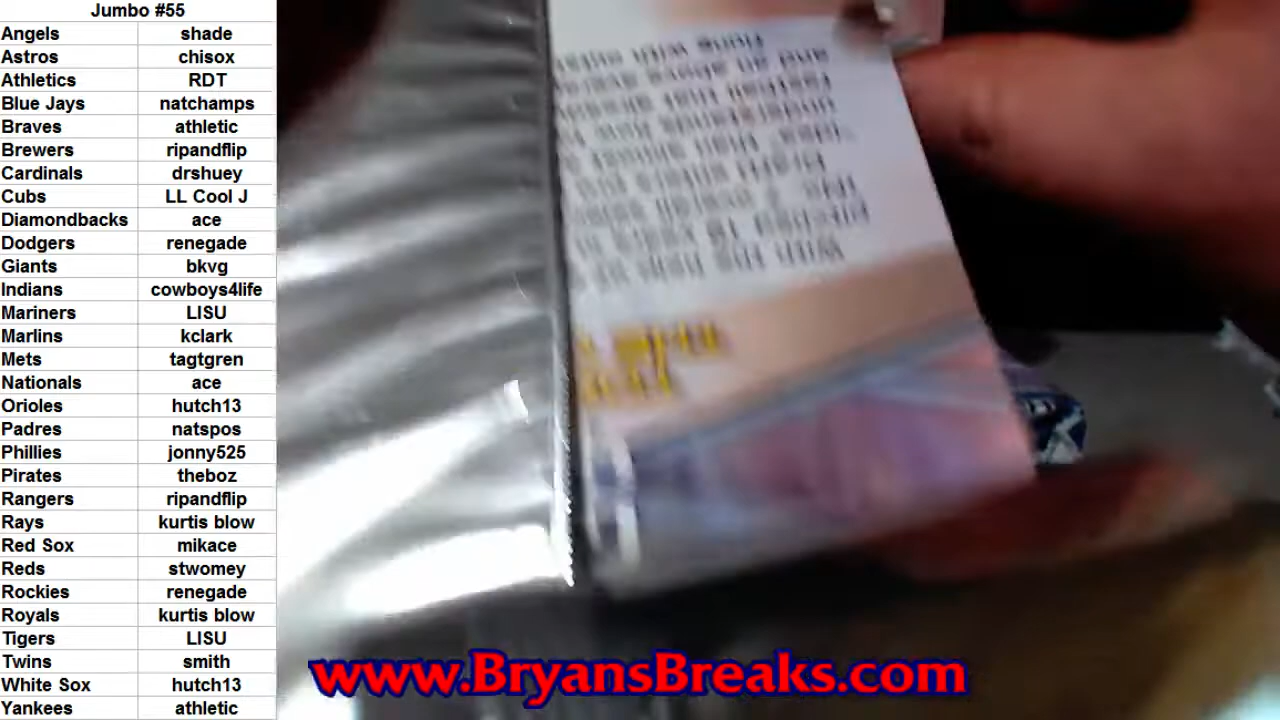 Jumbo #55
Angels shade
Astros chisox
Athletics RDT
Blue Jays natchamps
Braves athletic
Brewers ripandflip
Cardinals drshuey
Cubs LL Cool J
Diamondbacks ace
Dodgers renegade
Giants bkvg
Indians cowboys4life
Mariners LISU
Marlins kclark
Mets tagtgren
Nationals ace
Orioles hutch13
Padres natspos
Phillies jonny525
Pirates theboz
Rangers ripandflip
Rays kurtis blow
Red Sox mikace
Reds stwomey
Rockies renegade
Royals kurtis blow
Tigers LISU
Twins smith
White Sox hutch13
Yankees athletic
www.BryansBreaks.com